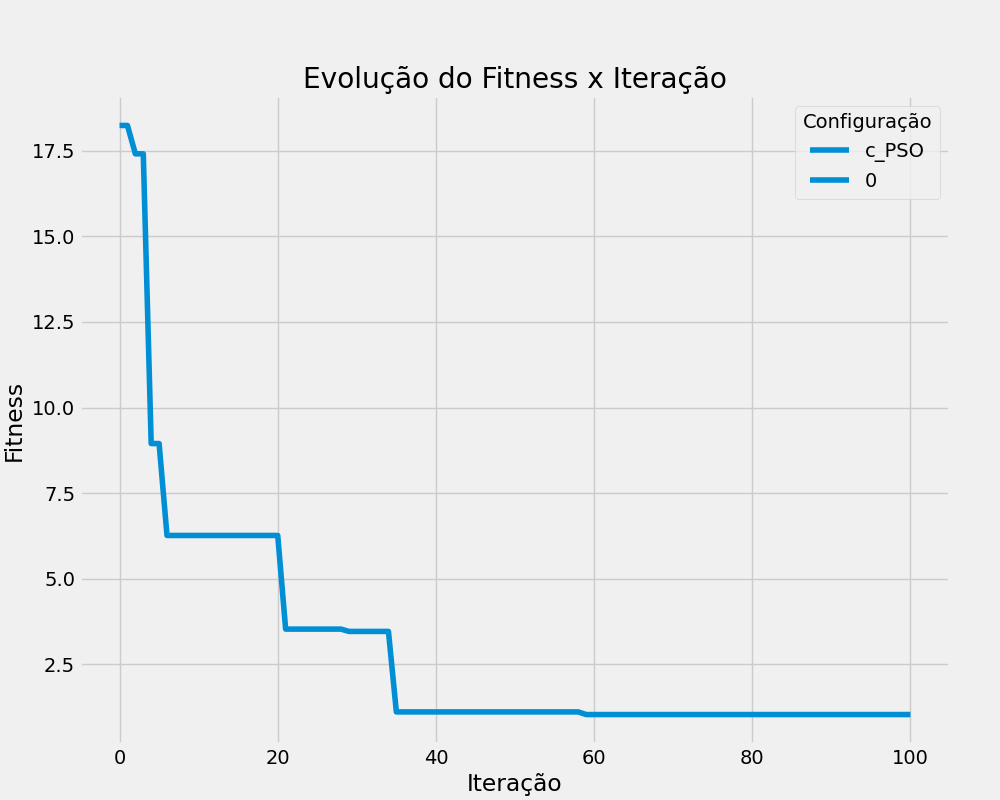 Evolução do Fitness x Iteração
Configuração
c_PSO
0
Fitness
17.5
15.0
12.5
10.0
7.5
5.0
2.5
0 20 40 60 80 100
Iteração